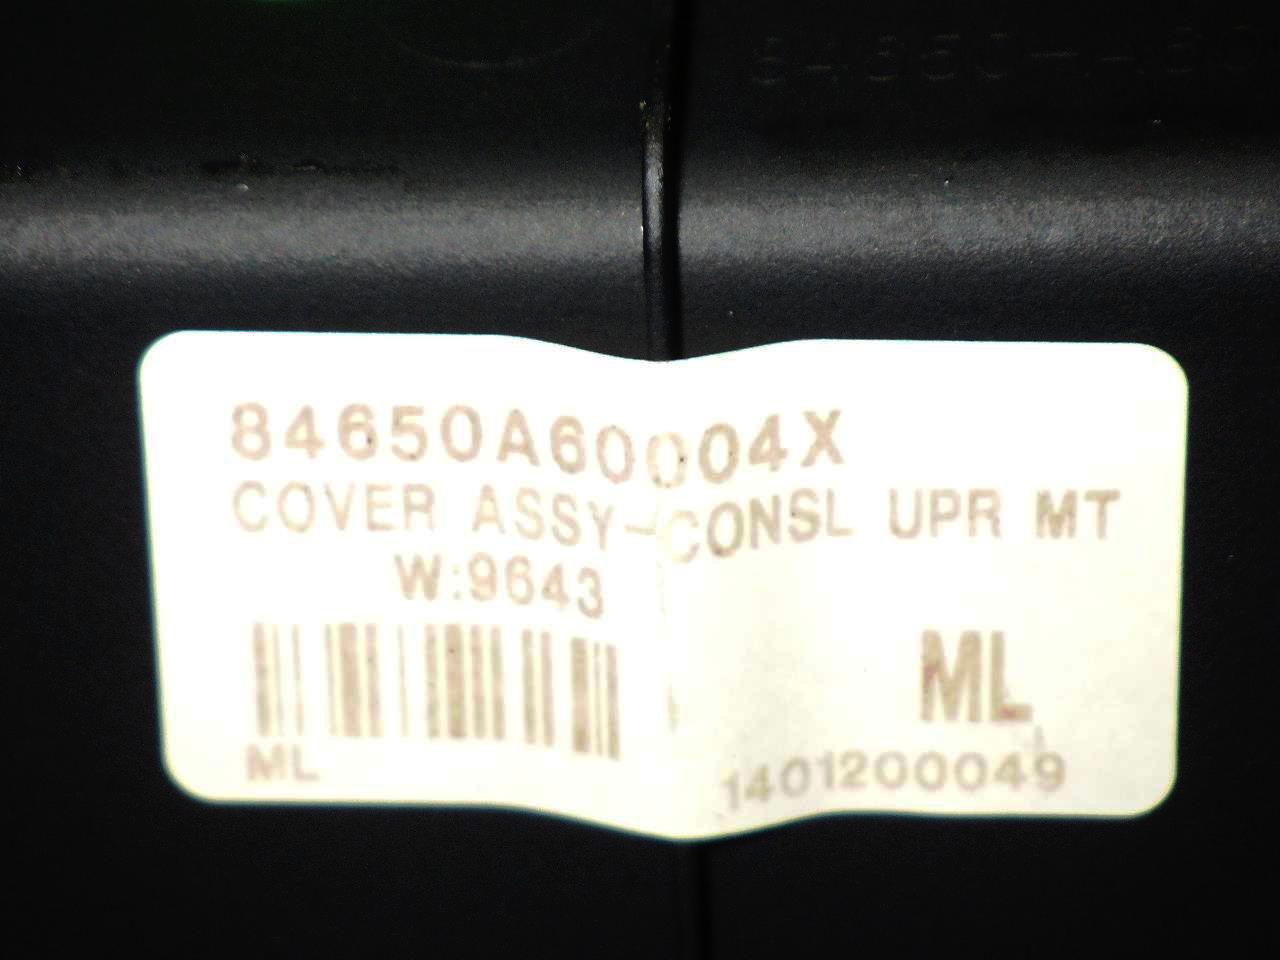 84650A60004X
COVER ASSY-CONSL UPR MT
W:9643
ML
ML
1401200049